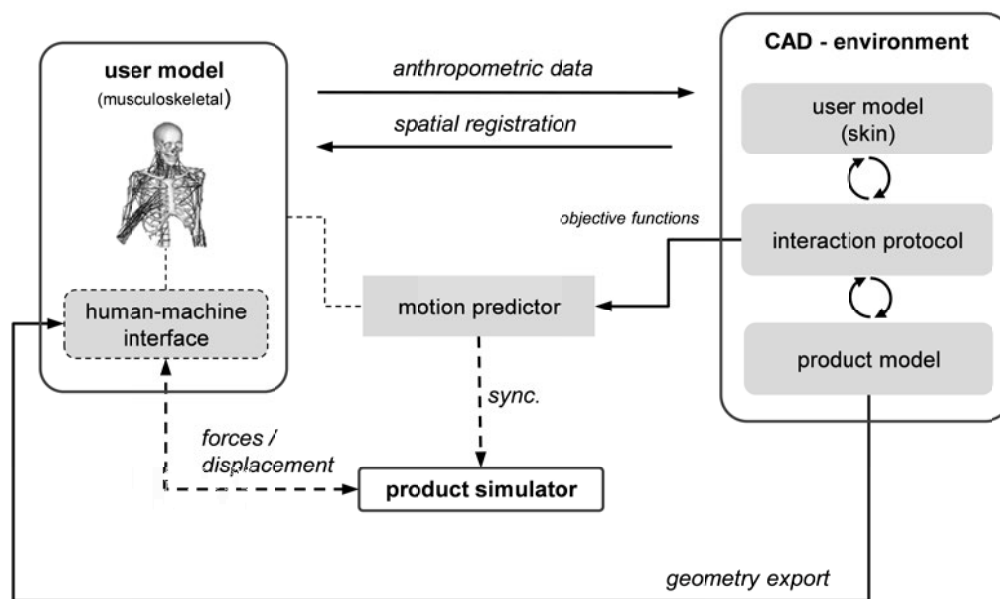 user model
(musculoskeletal)
anthropometric data
spatial registration
CAD - environment
user model
(skin)
objective functions
interaction protocol
human-machine
interface
motion predictor
product model
sync.
forces /
displacement
product simulator
geometry export